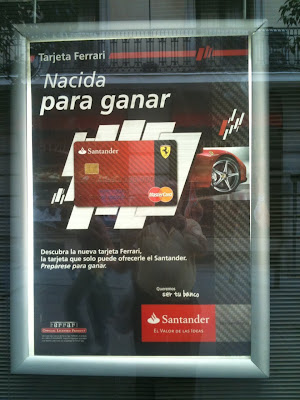 Tarjeta Ferrari
Nacida
para ganar
Santander
MasterCard
Descubra la nueva tarjeta Ferrari,
la tarjeta que solo puede ofrecerle el Santander.
Prepárese para ganar.
Queremos
ser tu banco
Santander
EL VALOR DE LAS IDEAS
Ferrari